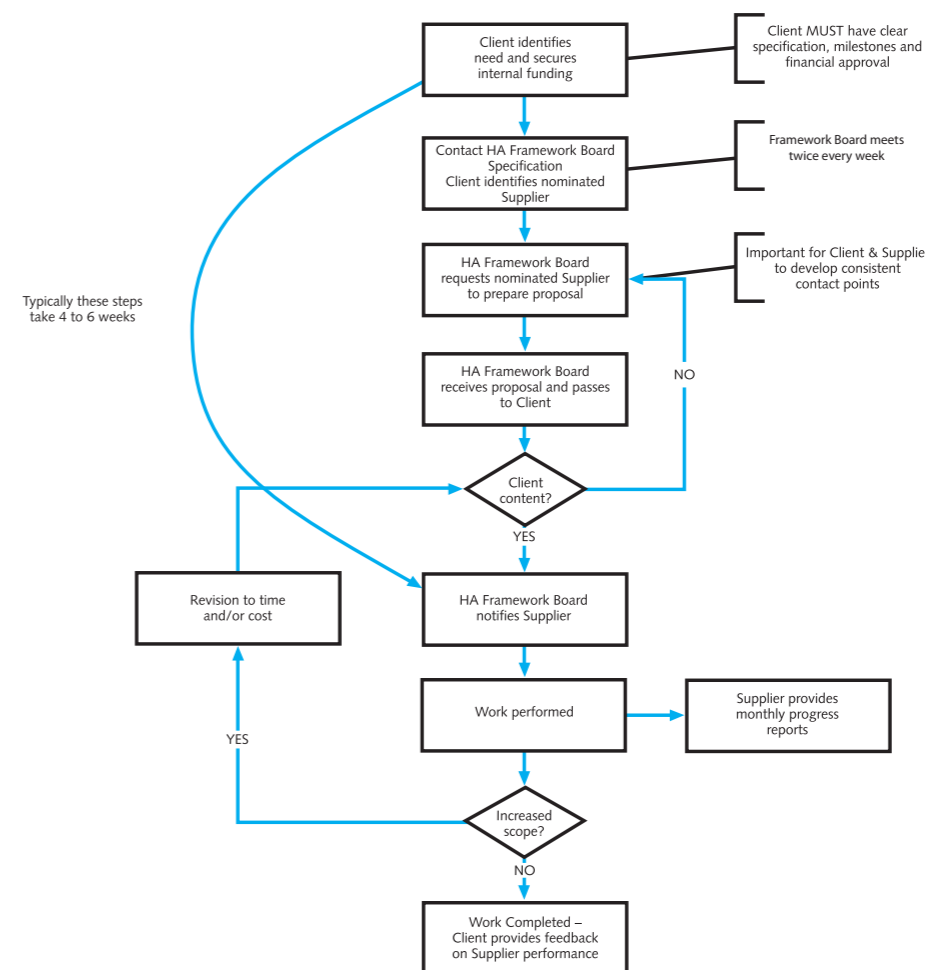 Client identifies
need and secures
internal funding
Client MUST have clear
specification, milestones and
financial approval
Contact HA Framework Board
Specification
Client identifies nominated
Supplier
Framework Board meets
twice every week
HA Framework Board
requests nominated Supplier
to prepare proposal
Important for Client & Supplie
to develop consistent
contact points
Typically these steps
take 4 to 6 weeks
HA Framework Board
receives proposal and passes
to Client
NO
Client
content?
YES
Revision to time
and/or cost
HA Framework Board
notifies Supplier
Work performed
Supplier provides
monthly progress
reports
YES
Increased
scope?
NO
Work Completed –
Client provides feedback
on Supplier performance